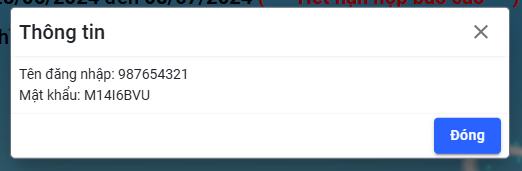 Thông tin
Tên đăng nhập: 987654321
Mật khẩu: M14I6BVU
Đóng